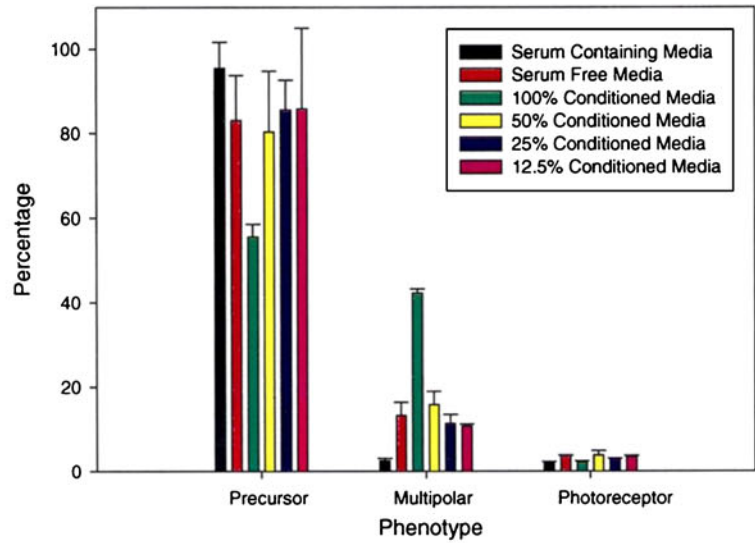 100
80
60
40
20
0
Percentage
Serum Containing Media
Serum Free Media
100% Conditioned Media
50% Conditioned Media
25% Conditioned Media
12.5% Conditioned Media
Precursor
Multipolar
Photoreceptor
Phenotype